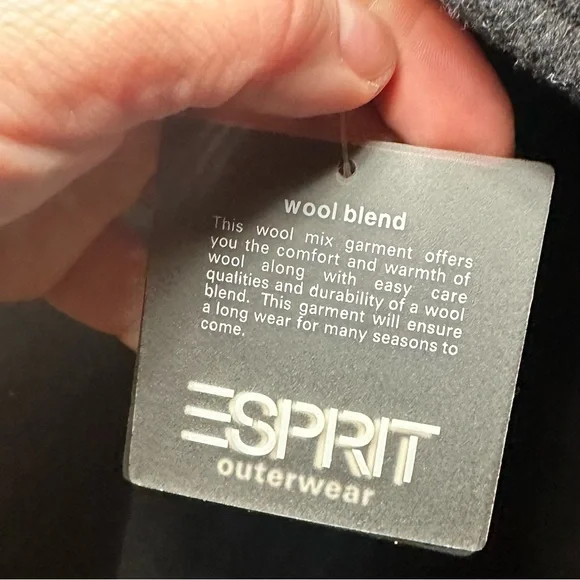 wool blend
This wool mix garment offers
you the comfort and warmth of
wool along with easy care
qualities and durability of a wool
blend. This garment will ensure
a long wear for many seasons to
come.
ESPRIT
outerwear